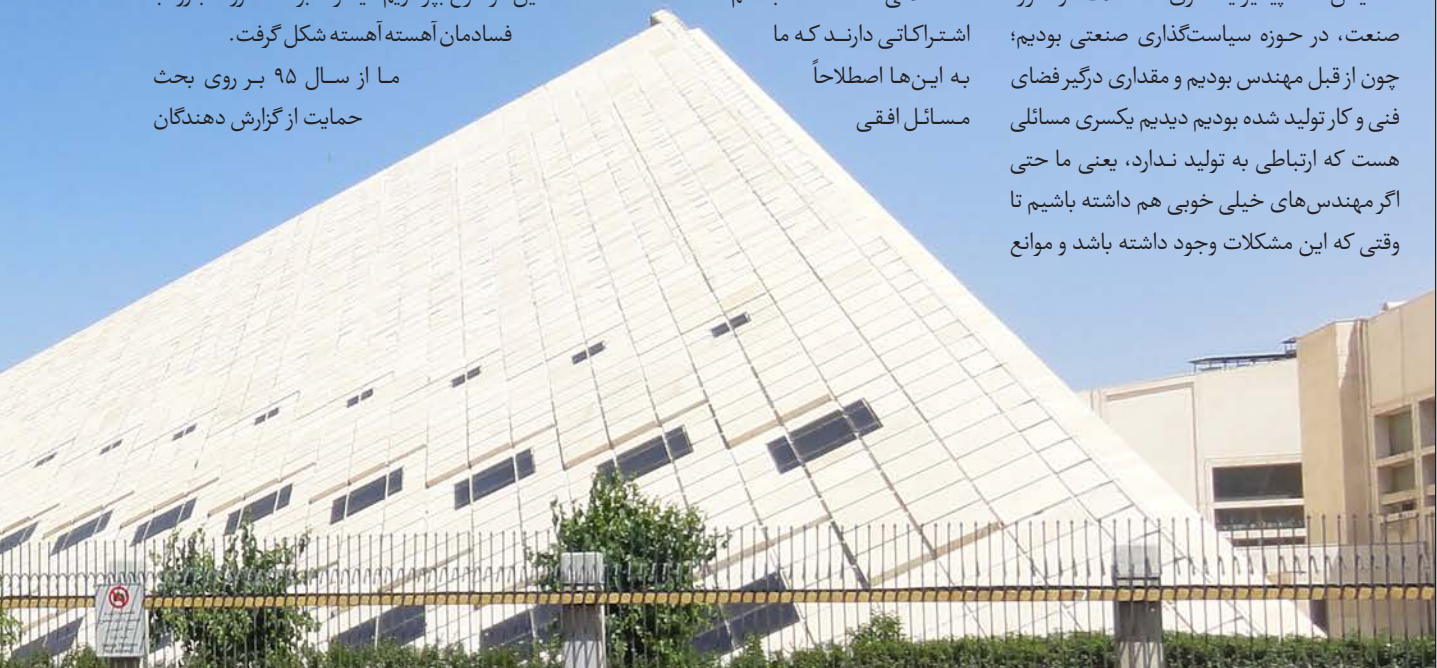 صنعت، در حوزه سیاست‌گذاری صنعتی بودیم؛
چون از قبل مهندس بودیم و مقداری درگیر فضای
فنی و کار تولید شده بودیم دیدیم یکسری مسائلی
هست که ارتباطی به تولید ندارد، یعنی ما حتی
اگر مهندس‌های خیلی خوبی هم داشته باشیم تا
وقتی که این مشکلات وجود داشته باشد و موانع
اشتراکاتی دارند که ما
به این‌ها اصطلاحاً
مسائل افقی
فسادمان آهسته آهسته شکل گرفت.
ما از سال ۹۵ بر روی بحث
حمایت از گزارش دهندگان